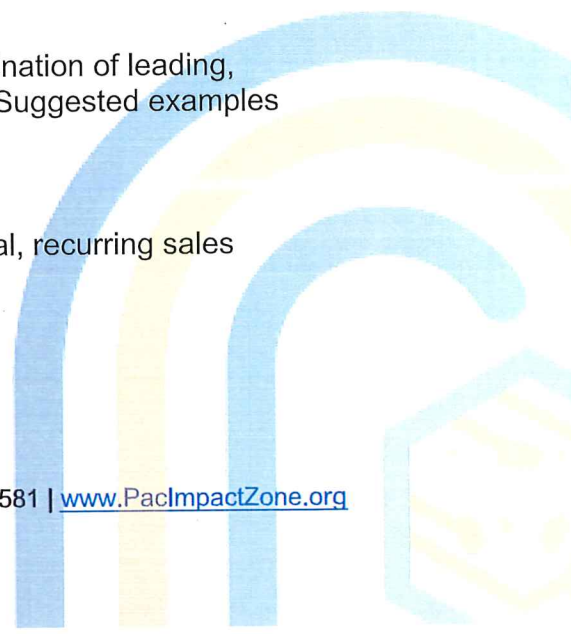 nation of leading,
Suggested examples
al, recurring sales
581 | www.PacImpactZone.org